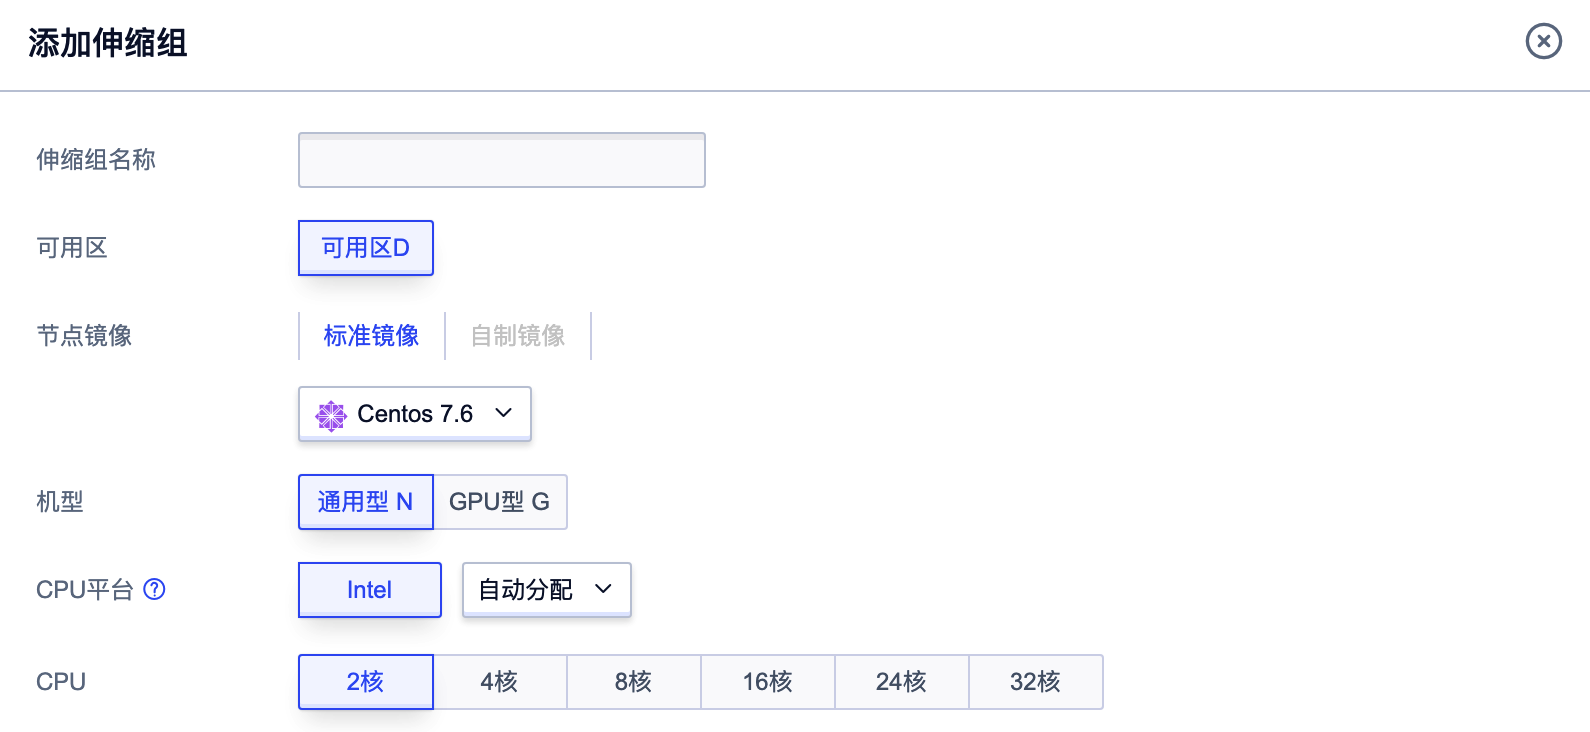 添加伸缩组
伸缩组名称
可用区 可用区D
节点镜像 标准镜像 自制镜像
Centos 7.6
机型 通用型 N GPU型 G
CPU平台 ? Intel 自动分配
CPU 2核 4核 8核 16核 24核 32核